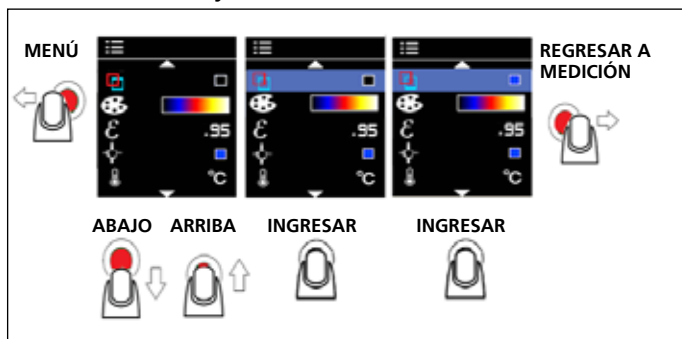 MENÚ
REGRESAR A
MEDICIÓN
ε .95
°C
ε .95
°C
ε .95
°C
ABAJO ARRIBA INGRESAR INGRESAR